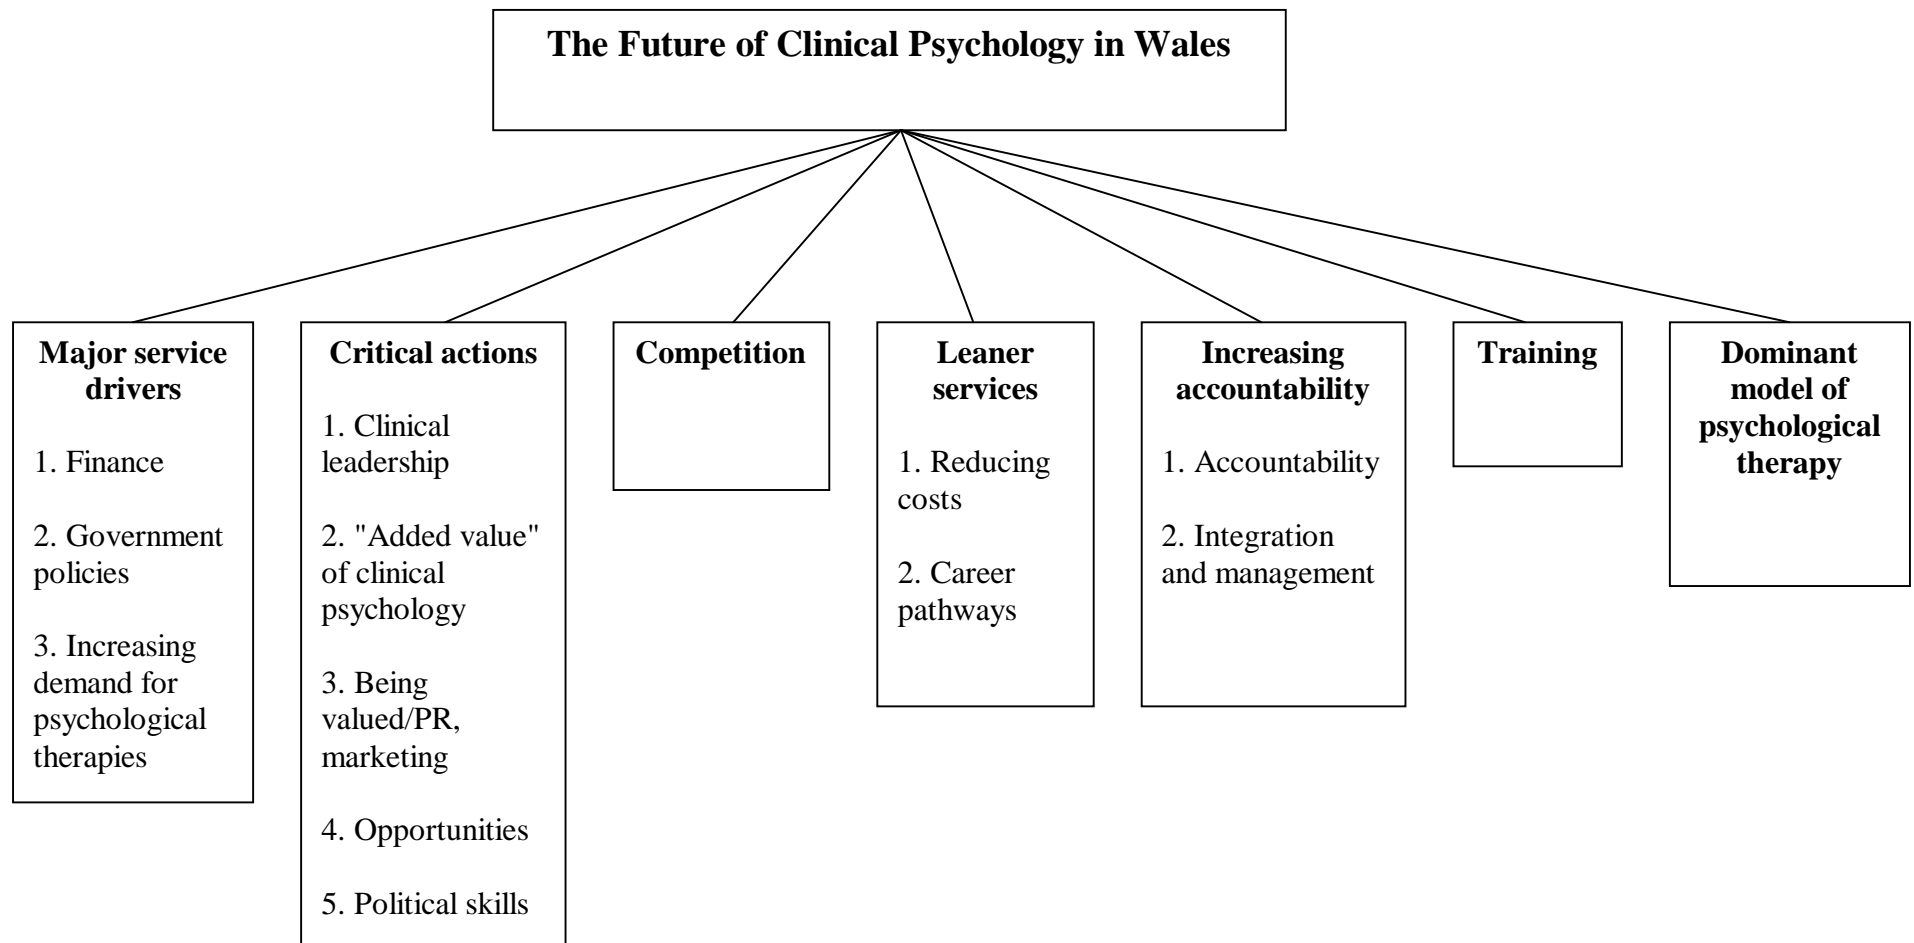 The Future of Clinical Psychology in Wales
Major service
drivers
1. Finance
2. Government
policies
3. Increasing
demand for
psychological
therapies
Critical actions
1. Clinical
leadership
2. "Added value"
of clinical
psychology
3. Being
valued/PR,
marketing
4. Opportunities
5. Political skills
Competition
Leaner
services
1. Reducing
costs
2. Career
pathways
Increasing
accountability
1. Accountability
2. Integration
and management
Training
Dominant
model of
psychological
therapy